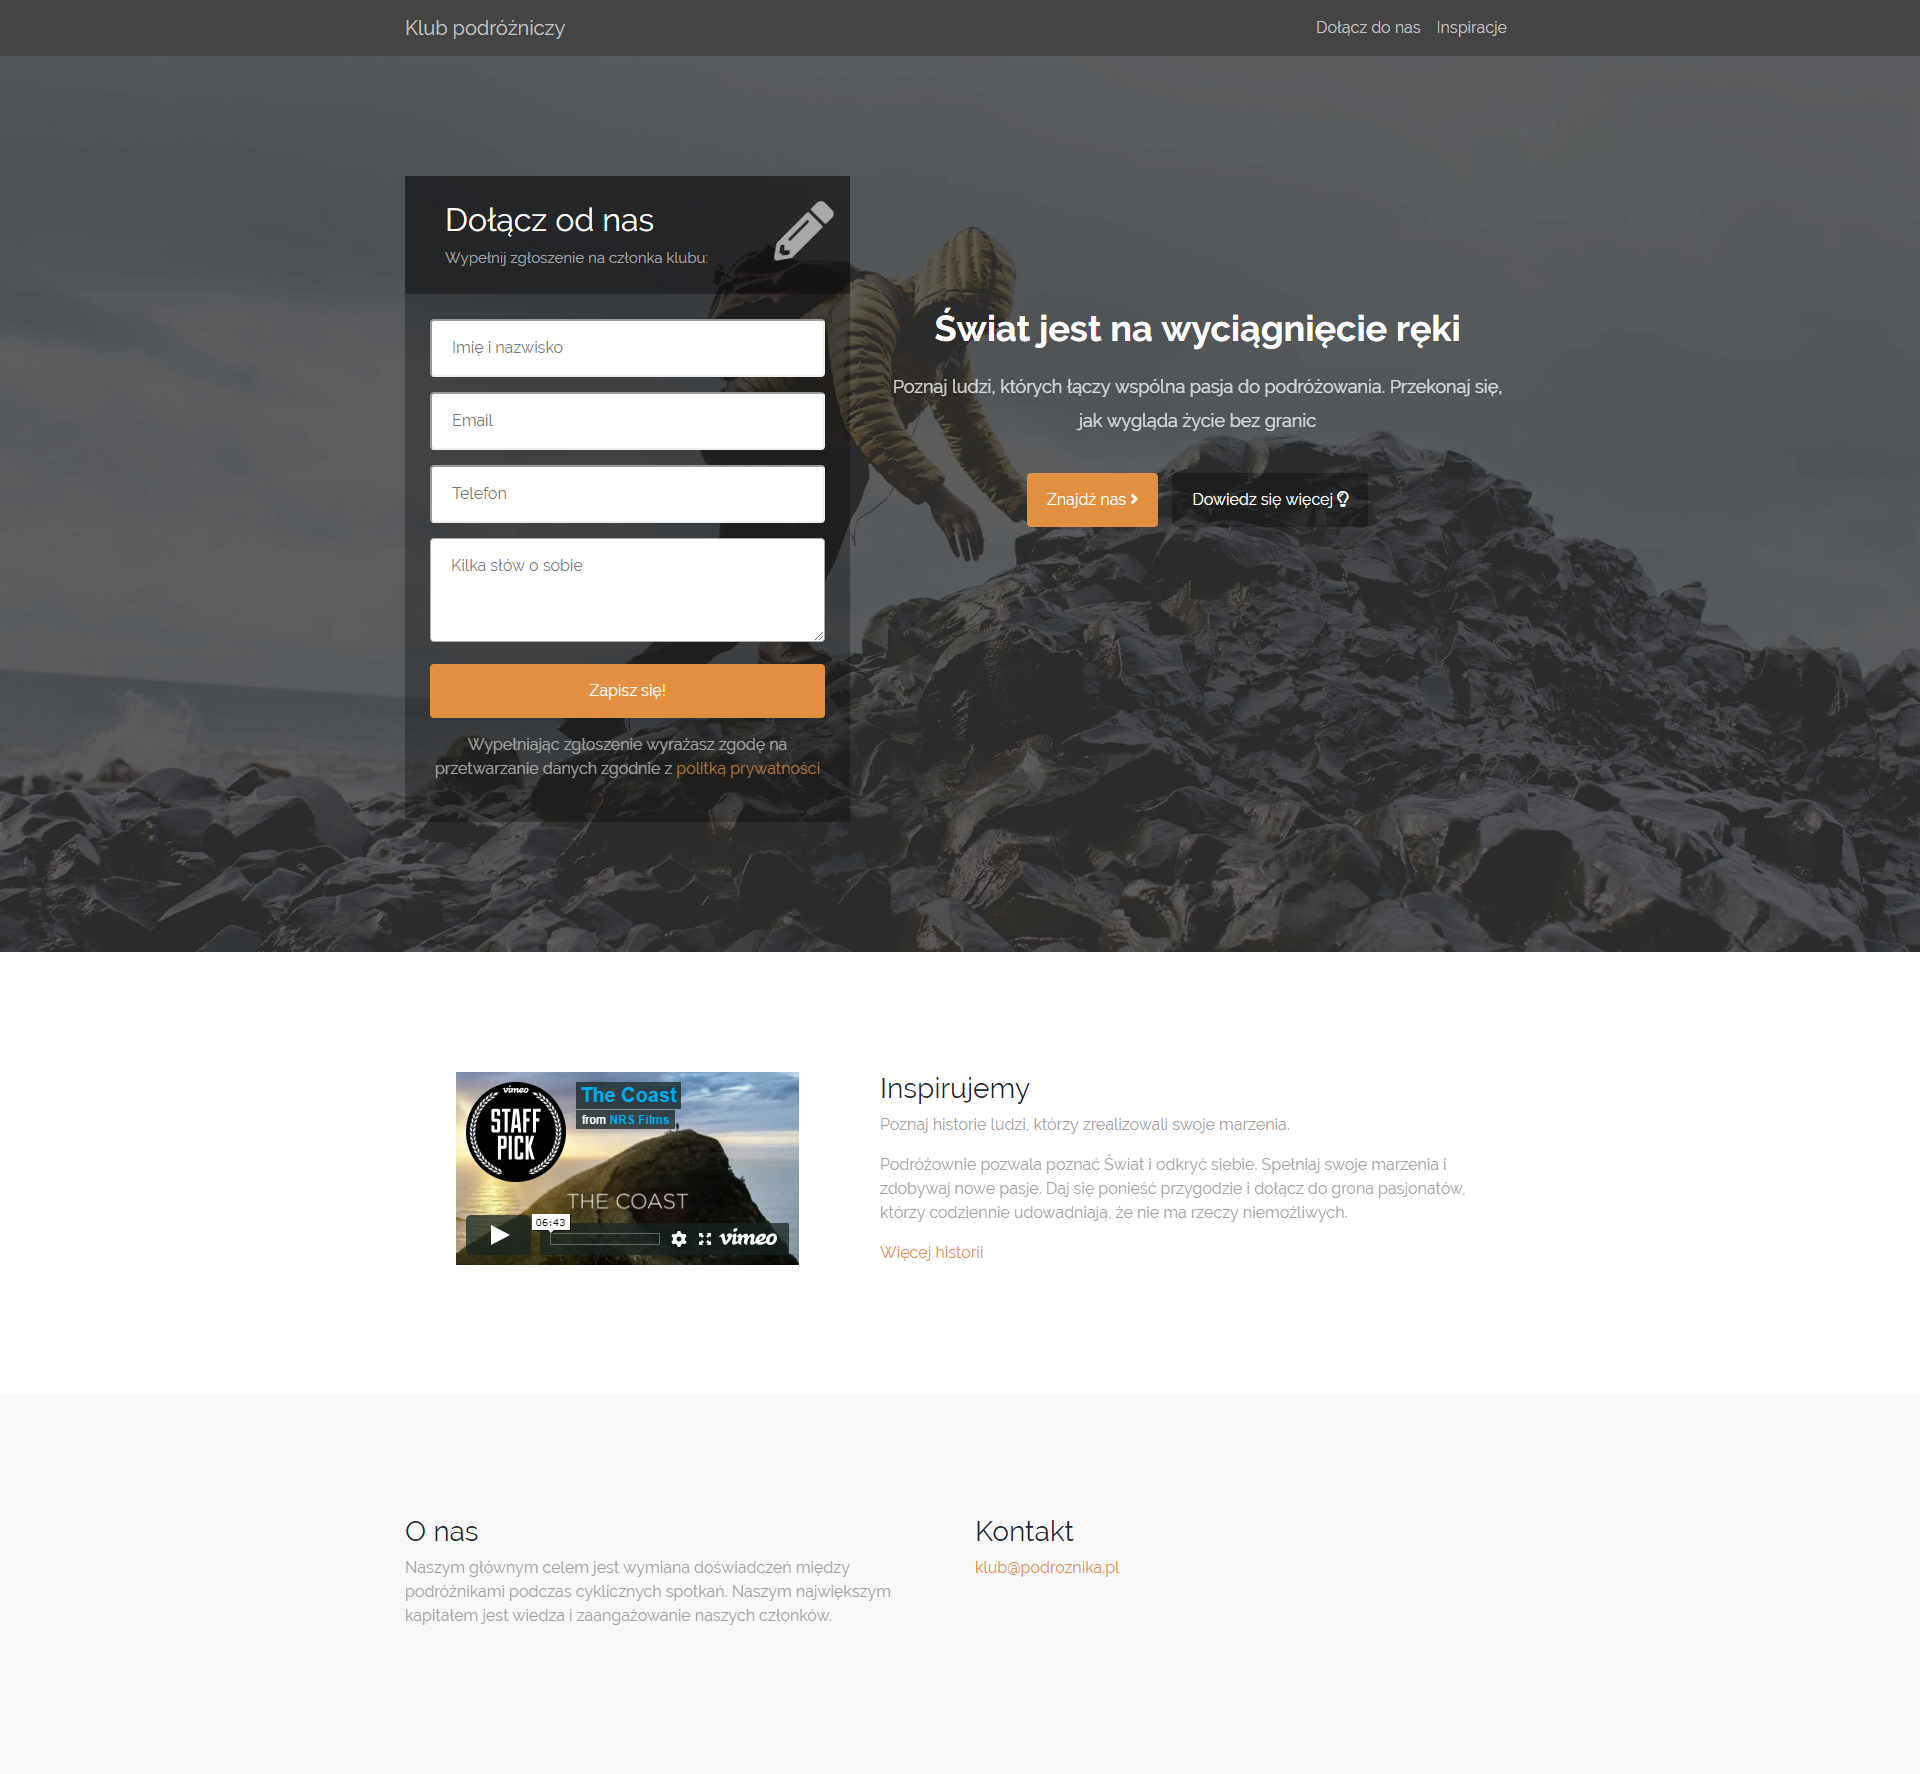 Klub podróżniczy
Dołącz do nas
Inspiracje
Dołącz od nas
Wypełnij zgłoszenie na członka klubu:
Imię i nazwisko
Email
Telefon
Kilka słów o sobie
Zapisz się!
Wypełniając zgłoszenie wyrażasz zgodę na
przetwarzanie danych zgodnie z politką prywatności
Świat jest na wyciągnięcie ręki
Poznaj ludzi, których łączy wspólna pasja do podróżowania. Przekonaj się,
jak wygląda życie bez granic
Znajdź nas
Dowiedz się więcej
vimeo
STAFF
PICK
The Coast
from NRS Films
THE COAST
06:43
vimeo
Inspirujemy
Poznaj historie ludzi, którzy zrealizowali swoje marzenia.
Podróżownie pozwala poznać Świat i odkryć siebie. Spełniaj swoje marzenia i
zdobywaj nowe pasje. Daj się ponieść przygodzie i dołącz do grona pasjonatów,
którzy codziennie udowadniają, że nie ma rzeczy niemożliwych.
Więcej historii
O nas
Naszym głównym celem jest wymiana doświadczeń między
podróżnikami podczas cyklicznych spotkań. Naszym największym
kapitałem jest wiedza i zaangażowanie naszych członków.
Kontakt
klub@podroznika.pl